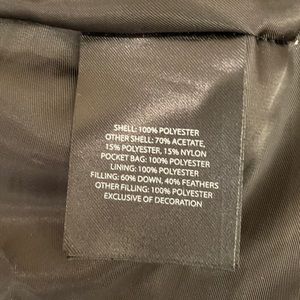 SHELL: 100% POLYESTER
OTHER SHELL: 70% ACETATE,
15% POLYESTER, 15% NYLON
POCKET BAG: 100% POLYESTER
LINING: 100% POLYESTER
FILLING: 60% DOWN, 40% FEATHERS
OTHER FILLING: 100% POLYESTER
EXCLUSIVE OF DECORATION